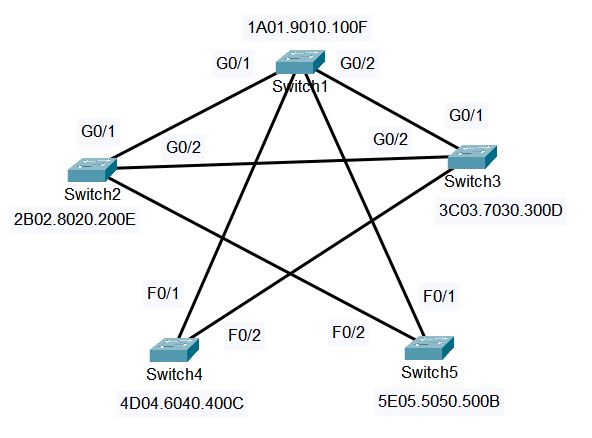 1A01.9010.100F
G0/1
G0/2
Switch1
G0/1
G0/1
G0/2
G0/2
Switch2
Switch3
2B02.8020.200E
3C03.7030.300D
F0/1
F0/1
F0/2
F0/2
Switch4
Switch5
4D04.6040.400C
5E05.5050.500B